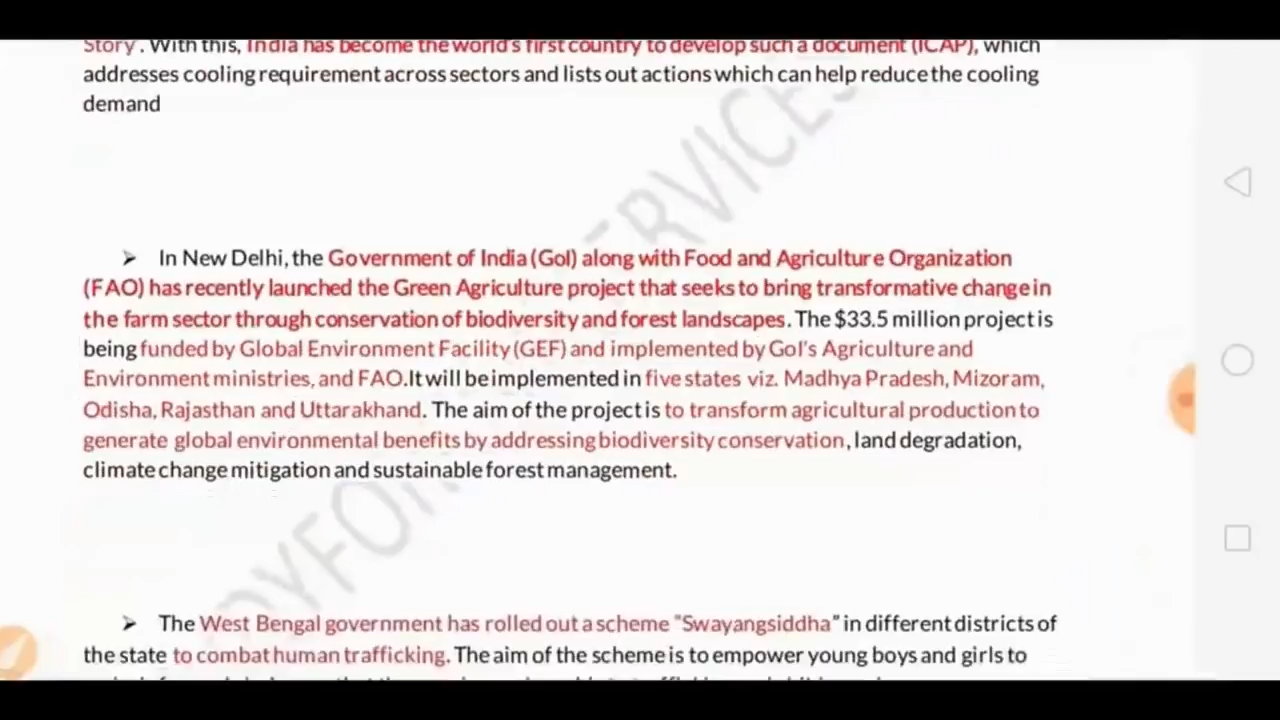 Story'. With this, India has become the world's first country to develop such a document (ICAP), which
addresses cooling requirement across sectors and lists out actions which can help reduce the cooling
demand
➤ In New Delhi, the Government of India (GoI) along with Food and Agriculture Organization
(FAO) has recently launched the Green Agriculture project that seeks to bring transformative change in
the farm sector through conservation of biodiversity and forest landscapes. The $33.5 million project is
being funded by Global Environment Facility (GEF) and implemented by GoI's Agriculture and
Environment ministries, and FAO.It will be implemented in five states viz. Madhya Pradesh, Mizoram,
Odisha, Rajasthan and Uttarakhand. The aim of the project is to transform agricultural production to
generate global environmental benefits by addressing biodiversity conservation, land degradation,
climate change mitigation and sustainable forest management.
➤ The West Bengal government has rolled out a scheme "Swayangsiddha" in different districts of
the state to combat human trafficking. The aim of the scheme is to empower young boys and girls to